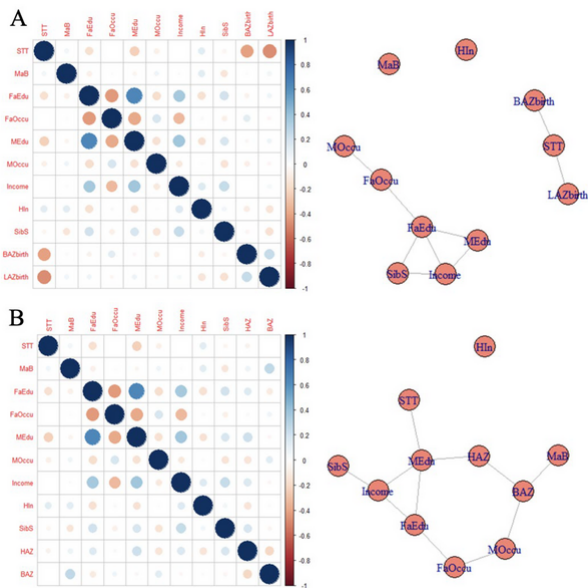 A
STT MaB FaEdu FaOccu MEdu MOccu Income HIn SibS BAZbirth LAZbirth
STT
MaB
FaEdu
FaOccu
MEdu
MOccu
Income
HIn
SibS
BAZbirth
LAZbirth
1
0.8
0.6
0.4
0.2
0
-0.2
-0.4
-0.6
-0.8
-1
HIn
MaB
BAZbirth
MOccu
STT
FaOccu
LAZbirth
FaEdu
MEdu
SibS
Income
B
STT MaB FaEdu FaOccu MEdu MOccu Income HIn SibS HAZ BAZ
STT
MaB
FaEdu
FaOccu
MEdu
MOccu
Income
HIn
SibS
HAZ
BAZ
1
0.8
0.6
0.4
0.2
0
-0.2
-0.4
-0.6
-0.8
-1
HIn
STT
SibS
MEdu
HAZ
MaB
Income
BAZ
FaEdu
MOccu
FaOccu